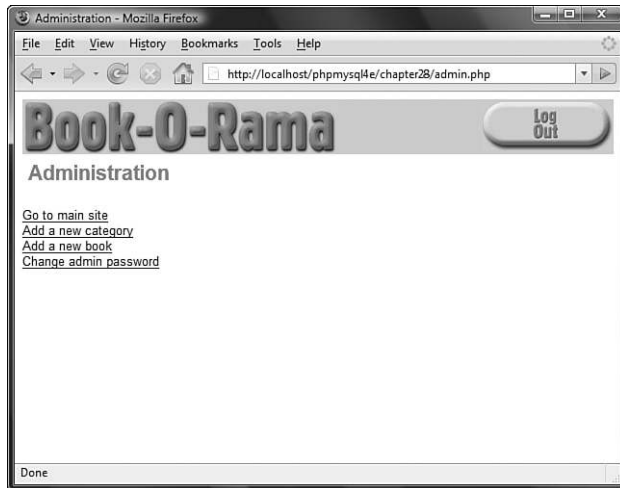 Administration - Mozilla Firefox
File Edit View History Bookmarks Tools Help
http://localhost/phpmysql4e/chapter28/admin.php
Book-O-Rama
Log
Out
Administration
Go to main site
Add a new category
Add a new book
Change admin password
Done